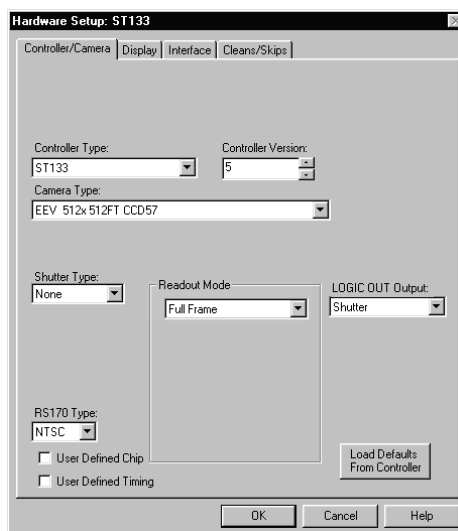 Hardware Setup: ST133
Controller/Camera Display Interface Cleans/Skips
Controller Type: Controller Version:
ST133 5
Camera Type:
EEV 512x 512FT CCD57
Shutter Type: Readout Mode LOGIC OUT Output:
None Full Frame Shutter
RS170 Type:
NTSC
User Defined Chip
User Defined Timing
Load Defaults
From Controller
OK Cancel Help